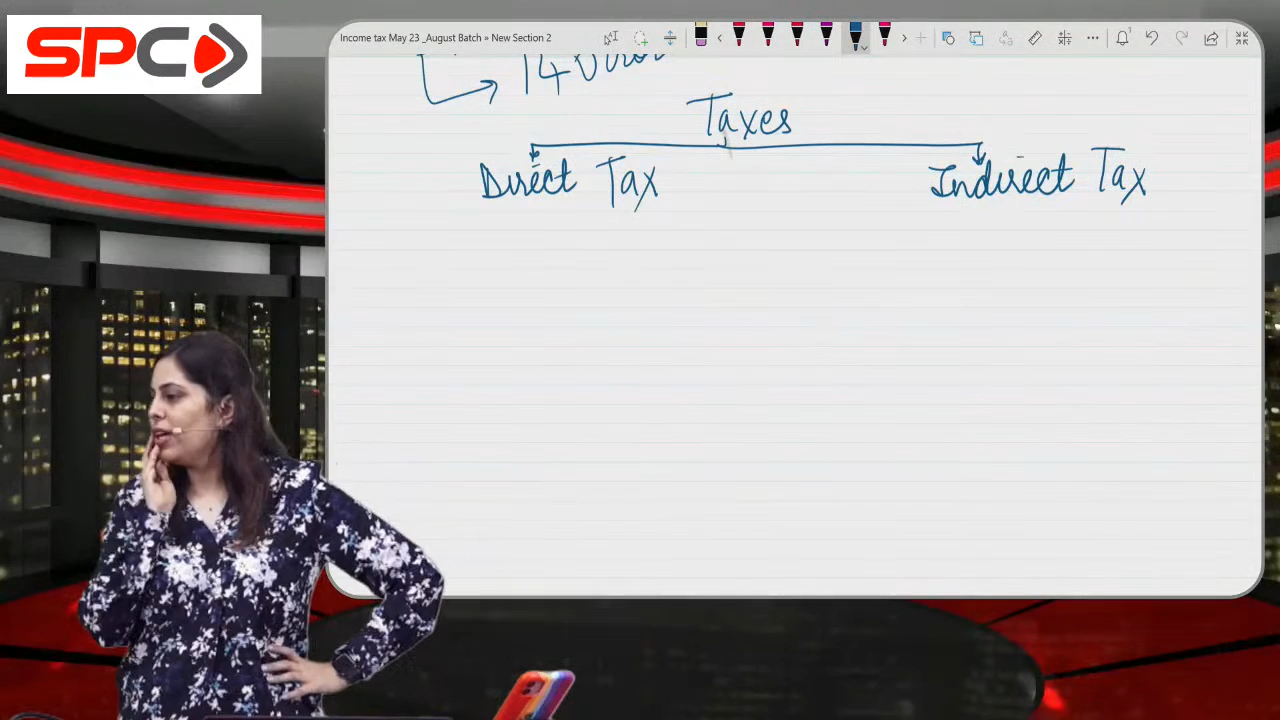 SPC
Income tax May 23 _August Batch » New Section 2
Taxes
Direct Tax
Indirect Tax